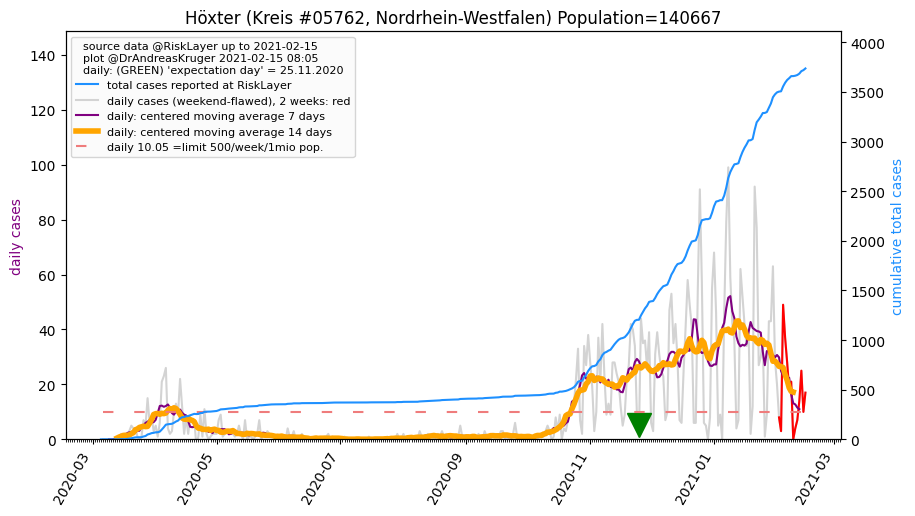 Höxter (Kreis #05762, Nordrhein-Westfalen) Population=140667
source data @RiskLayer up to 2021-02-15
plot @DrAndreasKruger 2021-02-15 08:05
daily: (GREEN) 'expectation day' = 25.11.2020
total cases reported at RiskLayer
daily cases (weekend-flawed), 2 weeks: red
daily: centered moving average 7 days
daily: centered moving average 14 days
daily 10.05 =limit 500/week/1mio pop.
daily cases
140
120
100
80
60
40
20
0
cumulative total cases
4000
3500
3000
2500
2000
1500
1000
500
0
2020-03
2020-05
2020-07
2020-09
2020-11
2021-01
2021-03